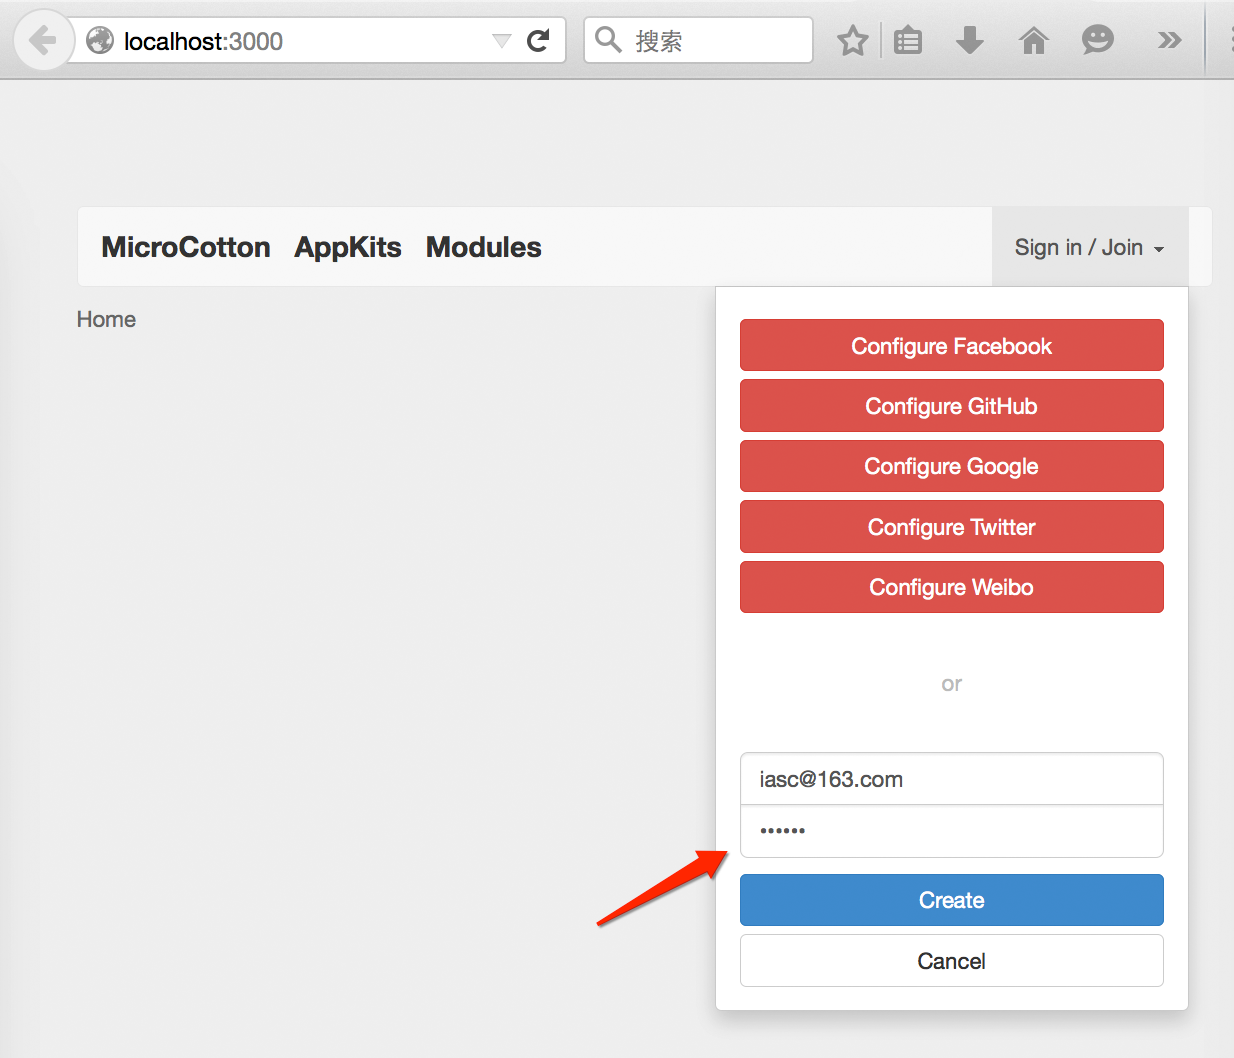 localhost:3000
搜索
MicroCotton AppKits Modules Sign in / Join
Home
Configure Facebook
Configure GitHub
Configure Google
Configure Twitter
Configure Weibo
or
iasc@163.com
••••••
Create
Cancel